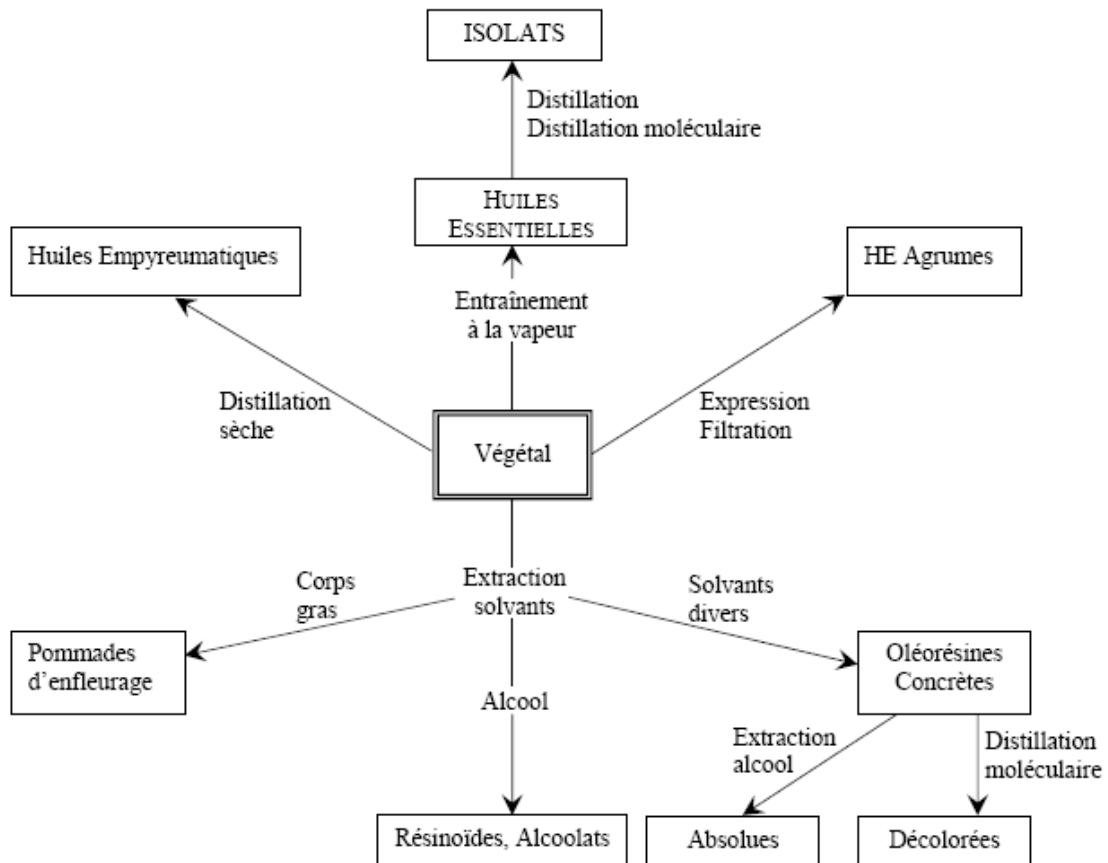 ISOLATS
Distillation
Distillation moléculaire
HUILES
ESSENTIELLES
Huiles Empyreumatiques
HE Agrumes
Entraînement
à la vapeur
Distillation
sèche
Expression
Filtration
Végétal
Corps
gras
Extraction
solvants
Solvants
divers
Pommades
d’enfleurage
Oléorésines
Concrètes
Alcool
Extraction
alcool
Distillation
moléculaire
Résinoïdes, Alcoolats
Absolues
Décolorées